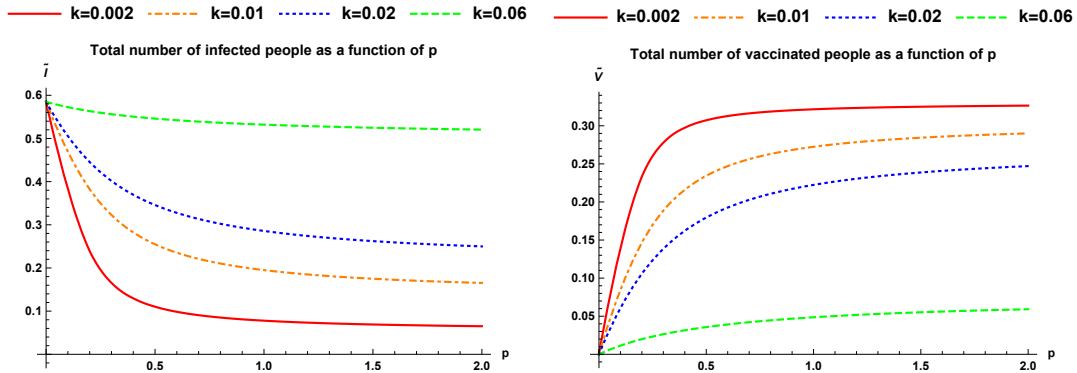 k=0.002 k=0.01 k=0.02 k=0.06
Total number of infected people as a function of p
Ĩ
0.6
0.5
0.4
0.3
0.2
0.1
0.5 1.0 1.5 2.0 p
k=0.002 k=0.01 k=0.02 k=0.06
Total number of vaccinated people as a function of p
Ṽ
0.30
0.25
0.20
0.15
0.10
0.05
0.5 1.0 1.5 2.0 p